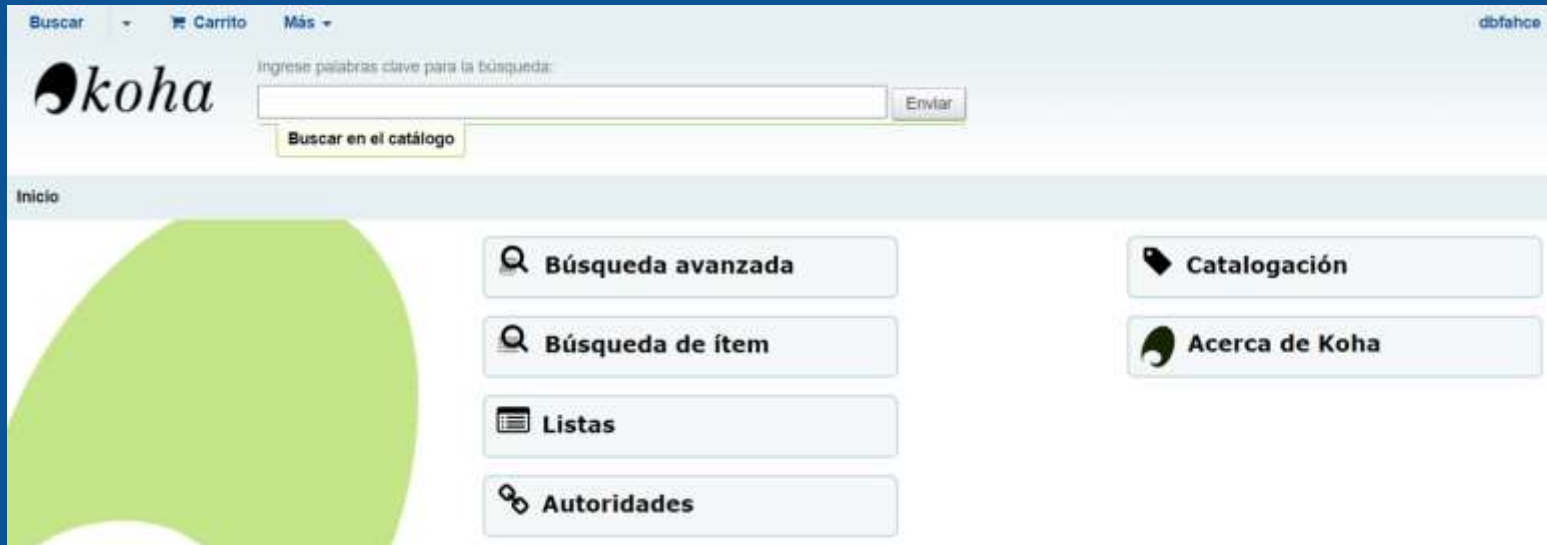 Buscar Carrito Más dbfahce
koha
Ingrese palabras clave para la búsqueda:
Enviar
Buscar en el catálogo
Inicio
Búsqueda avanzada
Catalogación
Búsqueda de ítem
Acerca de Koha
Listas
Autoridades